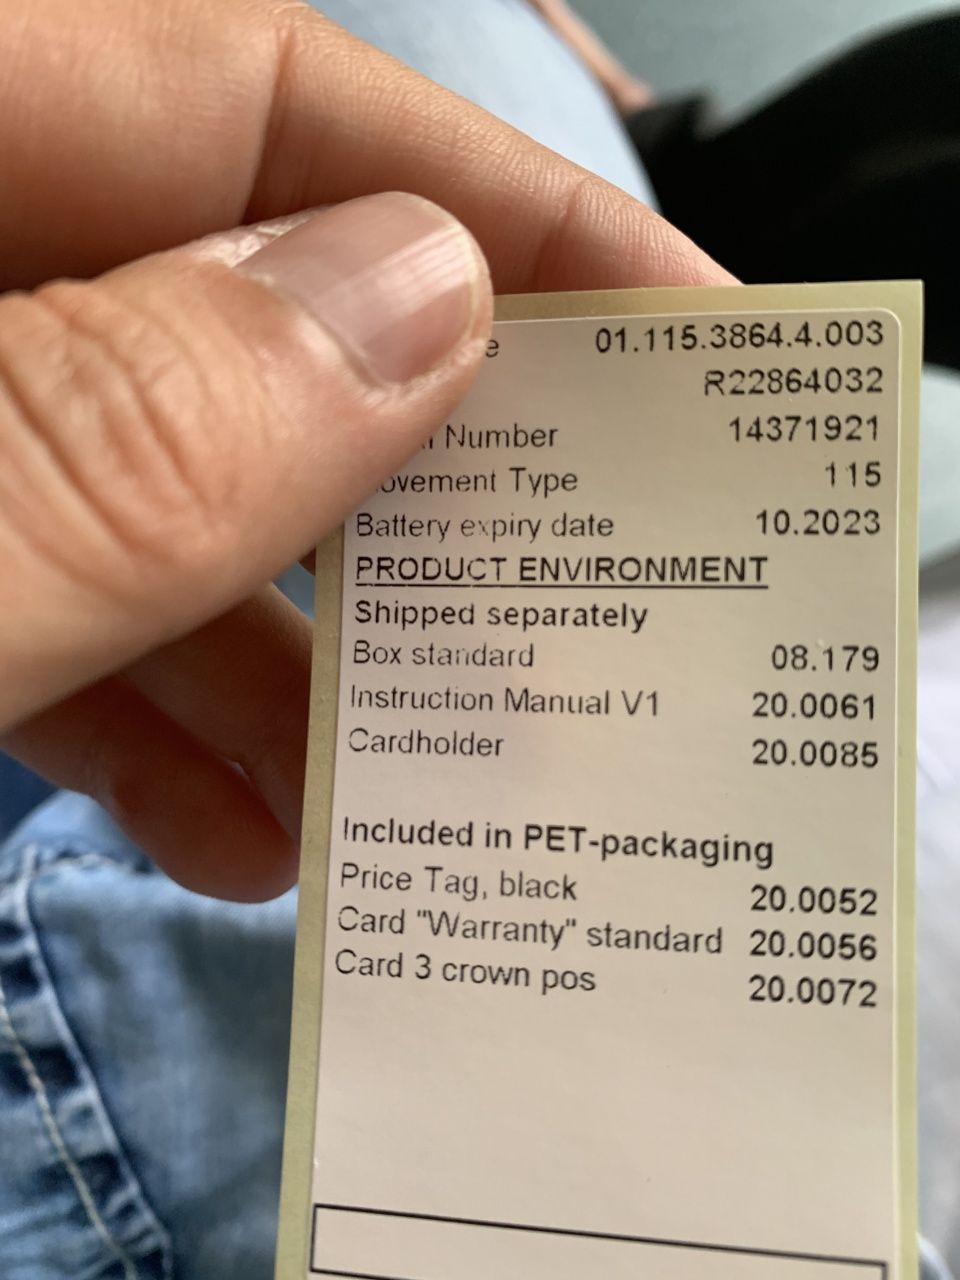 01.115.3864.4.003
R22864032
Number 14371921
Type 115
Battery expiry date 10.2023
PRODUCT ENVIRONMENT
Shipped separately
Box standard 08.179
Instruction Manual V1 20.0061
Cardholder 20.0085
Included in PET-packaging
Price Tag, black 20.0052
Card "Warranty" standard 20.0056
Card 3 crown pos 20.0072